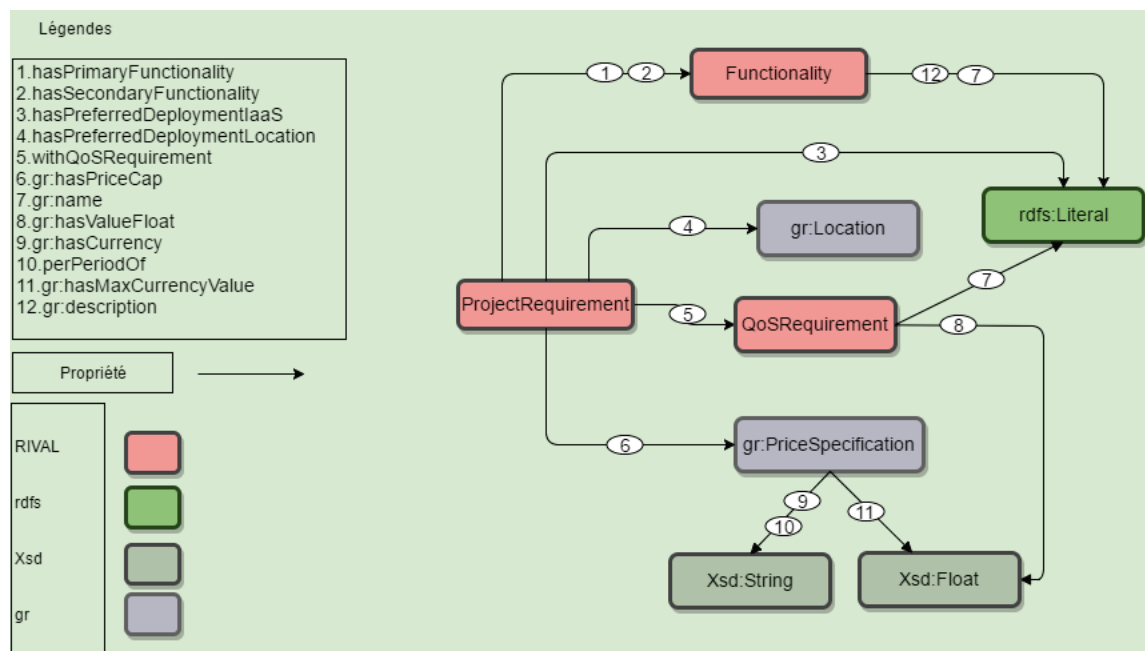 Légendes
1.hasPrimaryFunctionality
2.hasSecondaryFunctionality
3.hasPreferredDeploymentIaaS
4.hasPreferredDeploymentLocation
5.withQoSRequirement
6.gr:hasPriceCap
7.gr:name
8.gr:hasValueFloat
9.gr:hasCurrency
10.perPeriodOf
11.gr:hasMaxCurrencyValue
12.gr:description
Propriété
RIVAL
rdfs
Xsd
gr
1
2
Functionality
12
7
3
rdfs:Literal
4
gr:Location
7
ProjectRequirement
5
QoSRequirement
8
6
gr:PriceSpecification
9
10
11
Xsd:String
Xsd:Float